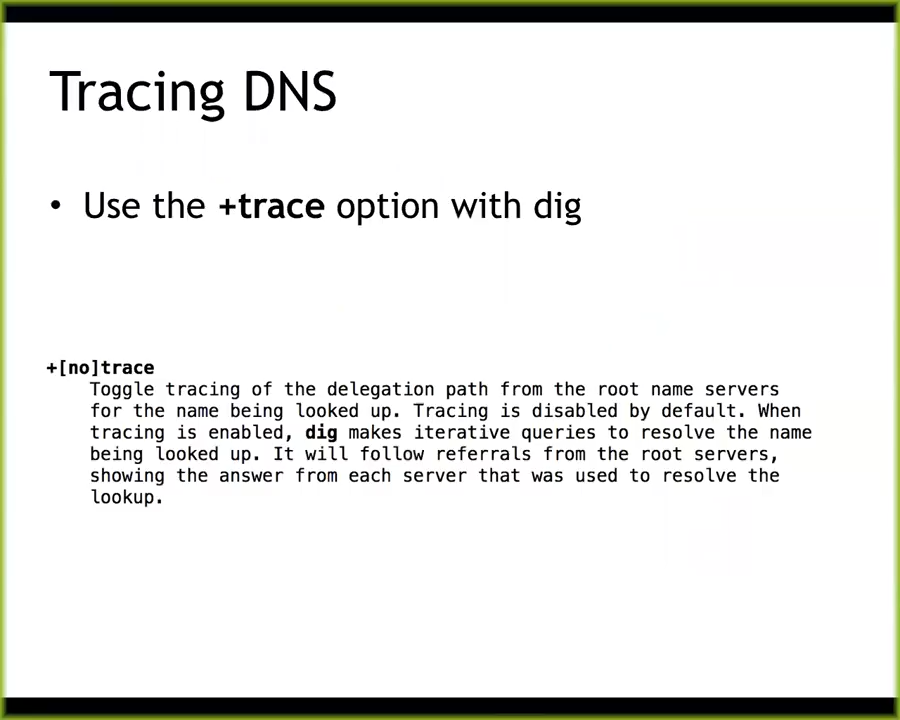 Tracing DNS
• Use the +trace option with dig
+[no]trace
Toggle tracing of the delegation path from the root name servers
for the name being looked up. Tracing is disabled by default. When
tracing is enabled, dig makes iterative queries to resolve the name
being looked up. It will follow referrals from the root servers,
showing the answer from each server that was used to resolve the
lookup.